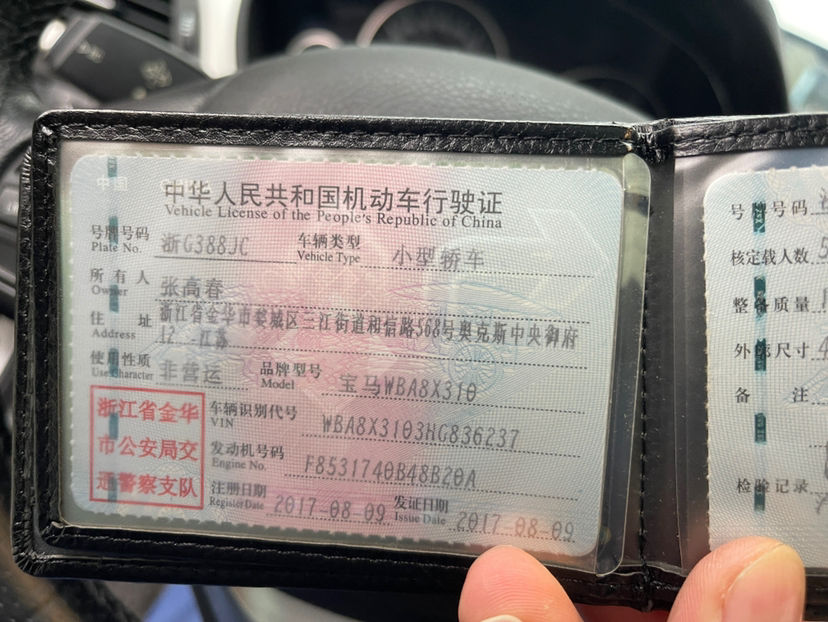 中华人民共和国机动车行驶证
Vehicle License of the People's Republic of China
号牌号码 浙G388JC 车辆类型 小型轿车
Plate No. Vehicle Type
所有人 张高春
Owner
住址 浙江省金华市婺城区三江街道和信路568号奥克斯中央御府
Address 12
使用性质 非营运 品牌型号 宝马WBA8X310
Use Character Model
浙江省金华
市公安局交
通警察支队
车辆识别代号 WBA8X3103HG836237
VIN
发动机号码 F8531740B48B20A
Engine No.
注册日期 2017-08-09 发证日期 2017-08-09
Register Date Issue Date
号牌号码
核定载人数 5
整备质量
外部尺寸
备注
检验记录